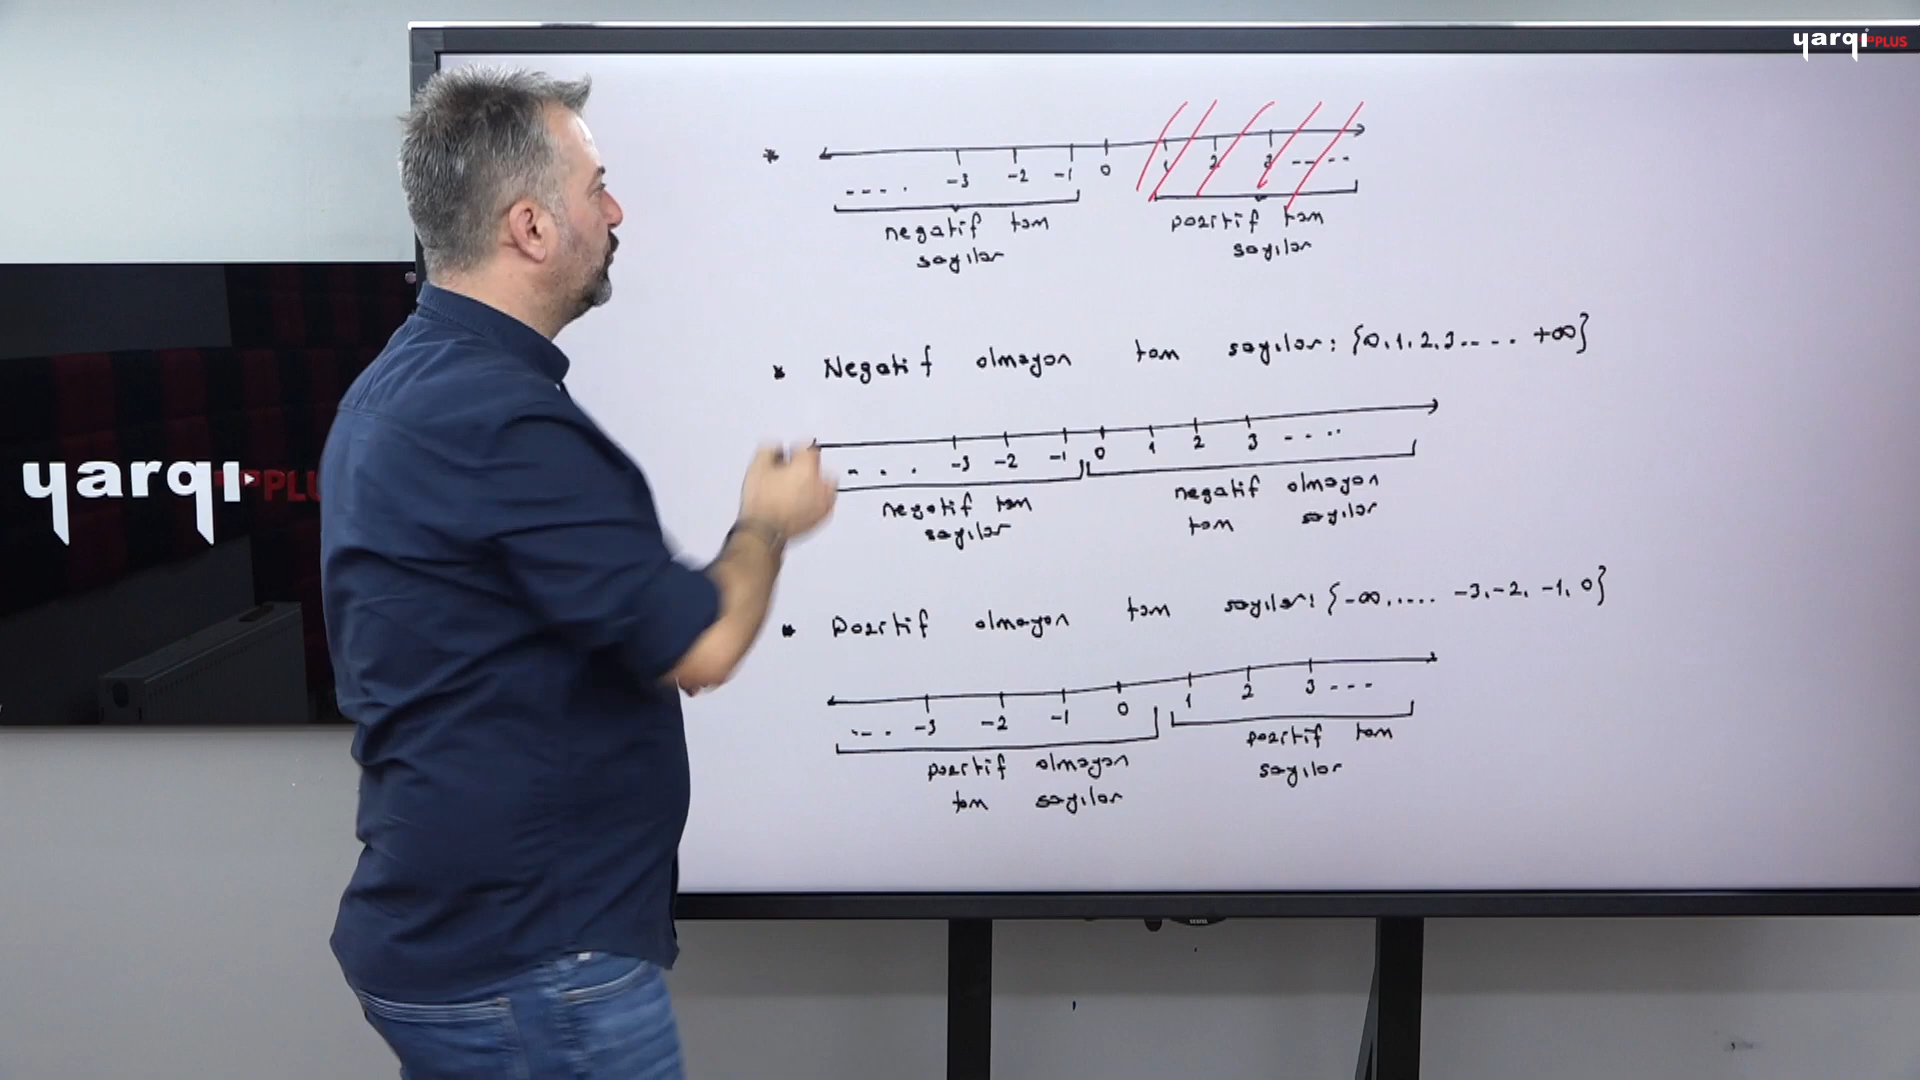 yarqı PLUS
yarqı PLU
* -3 -2 -1 0 1 2 3
negatif tam sayılar
pozitif tam sayılar
* Negatif olmayan tam sayılar: {0, 1, 2, 3, .... +∞}
... -3 -2 -1 0 1 2 3 ....
negatif tam sayılar
negatif olmayan tam sayılar
* Pozitif olmayan tam sayılar: {-∞, .... -3, -2, -1, 0}
.... -3 -2 -1 0 1 2 3 ...
pozitif olmayan tam sayılar
pozitif tam sayılar